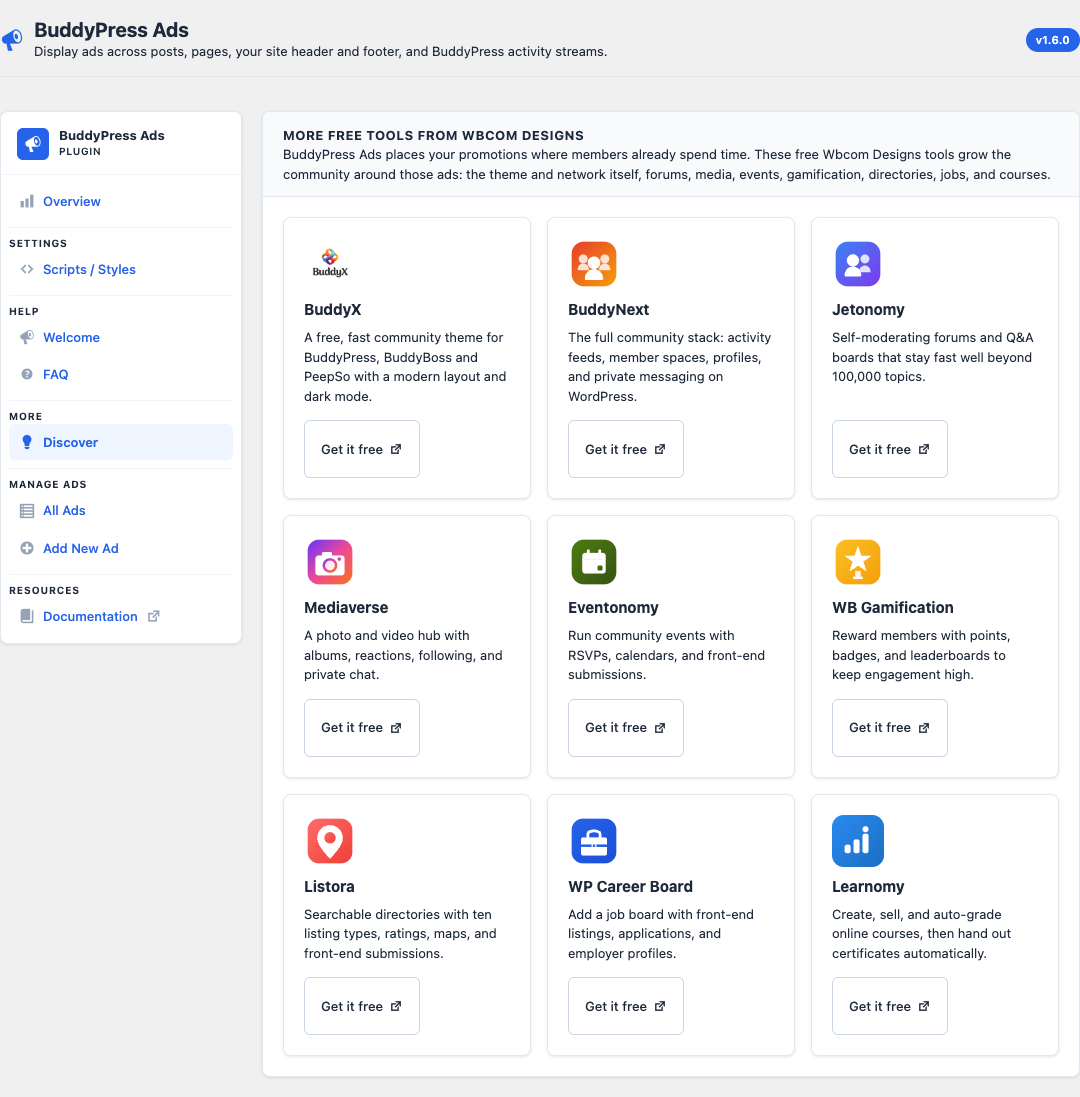 BuddyPress Ads
Display ads across posts, pages, your site header and footer, and BuddyPress activity streams.
v1.6.0
BuddyPress Ads
PLUGIN
Overview
SETTINGS
Scripts / Styles
HELP
Welcome
FAQ
MORE
Discover
MANAGE ADS
All Ads
Add New Ad
RESOURCES
Documentation
MORE FREE TOOLS FROM WBCOM DESIGNS
BuddyPress Ads places your promotions where members already spend time. These free Wbcom Designs tools grow the
community around those ads: the theme and network itself, forums, media, events, gamification, directories, jobs, and courses.
BuddyX
BuddyX
A free, fast community theme for
BuddyPress, BuddyBoss and
PeepSo with a modern layout and
dark mode.
Get it free
BuddyNext
The full community stack: activity
feeds, member spaces, profiles,
and private messaging on
WordPress.
Get it free
Jetonomy
Self-moderating forums and Q&A
boards that stay fast well beyond
100,000 topics.
Get it free
Mediaverse
A photo and video hub with
albums, reactions, following, and
private chat.
Get it free
Eventonomy
Run community events with
RSVPs, calendars, and front-end
submissions.
Get it free
WB Gamification
Reward members with points,
badges, and leaderboards to
keep engagement high.
Get it free
Listora
Searchable directories with ten
listing types, ratings, maps, and
front-end submissions.
Get it free
WP Career Board
Add a job board with front-end
listings, applications, and
employer profiles.
Get it free
Learnomy
Create, sell, and auto-grade
online courses, then hand out
certificates automatically.
Get it free